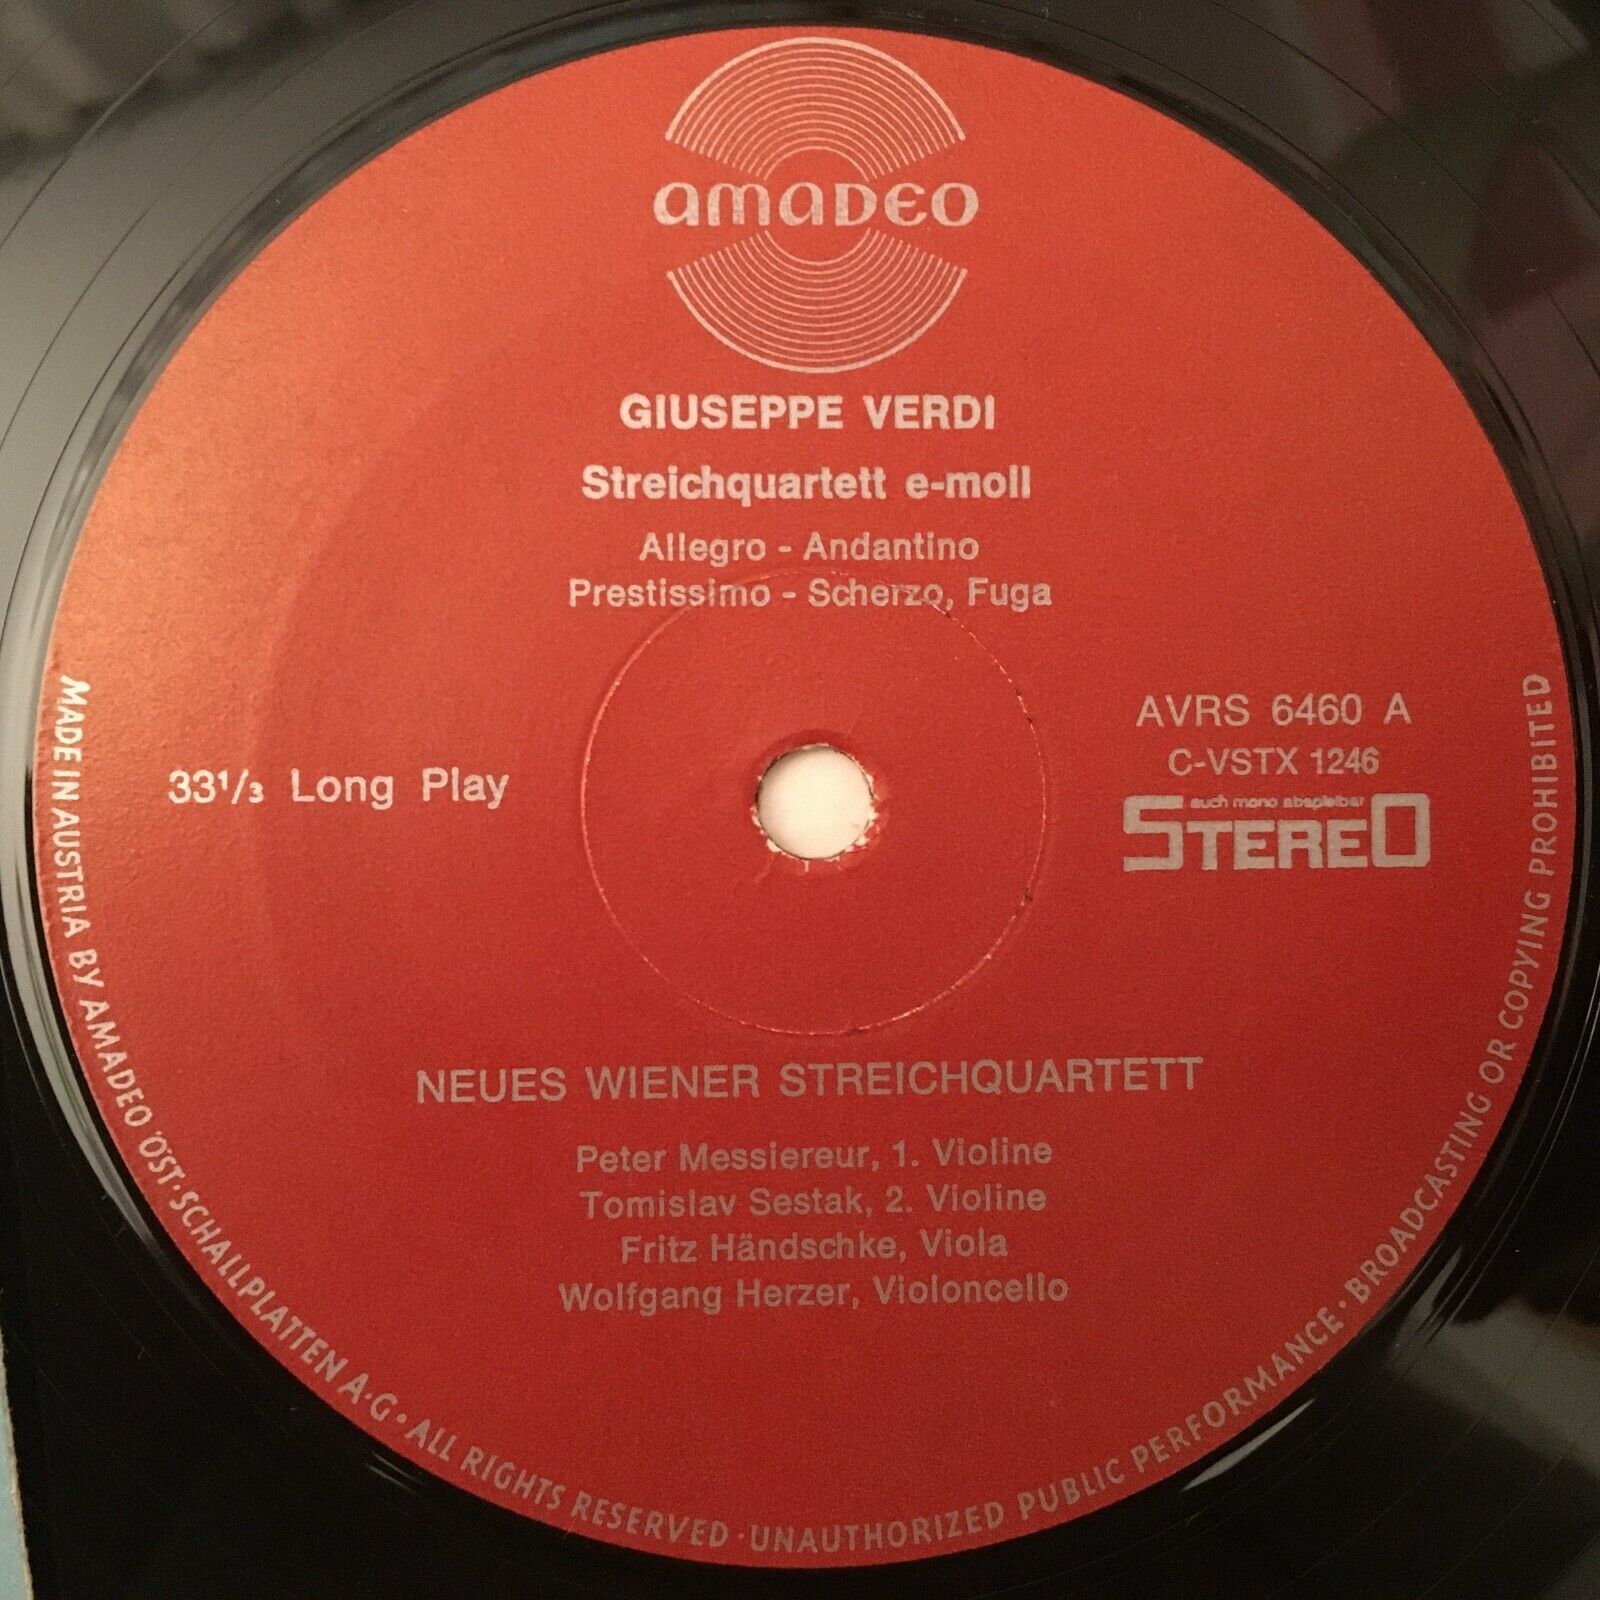 amaDeo
GIUSEPPE VERDI
Streichquartett e-moll
Allegro - Andantino
Prestissimo - Scherzo, Fuga
33 1/3 Long Play
AVRS 6460 A
C-VSTX 1246
auch mono abspielbar
STEREO
NEUES WIENER STREICHQUARTETT
Peter Messiereur, 1. Violine
Tomislav Sestak, 2. Violine
Fritz Händschke, Viola
Wolfgang Herzer, Violoncello
MADE IN AUSTRIA BY AMADEO ÖST·SCHALLPLATTEN A·G·ALL RIGHTS RESERVED·UNAUTHORIZED PUBLIC PERFORMANCE·BROADCASTING OR COPYING PROHIBITED